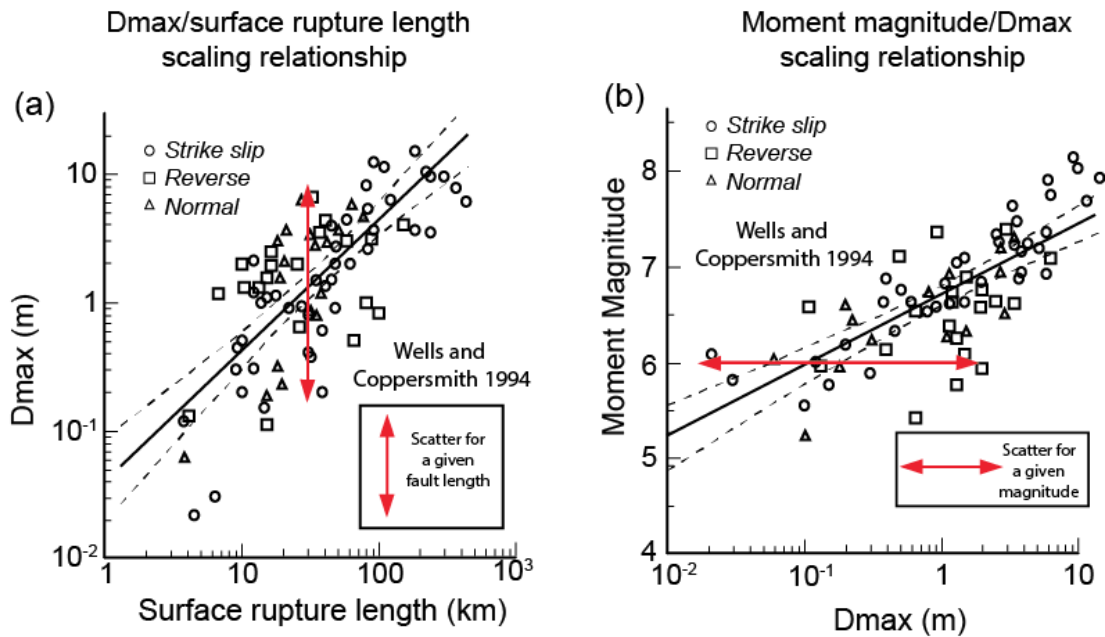 Dmax/surface rupture length
scaling relationship
(a)
Strike slip
Reverse
Normal
10
1
10⁻¹
10⁻²
Dmax (m)
Wells and
Coppersmith 1994
Scatter for
a given
fault length
1
10
100
10³
Surface rupture length (km)
Moment magnitude/Dmax
scaling relationship
(b)
Strike slip
Reverse
Normal
8
7
6
5
4
Moment Magnitude
Wells and
Coppersmith 1994
Scatter for
a given
magnitude
10⁻²
0.1
1
10
Dmax (m)